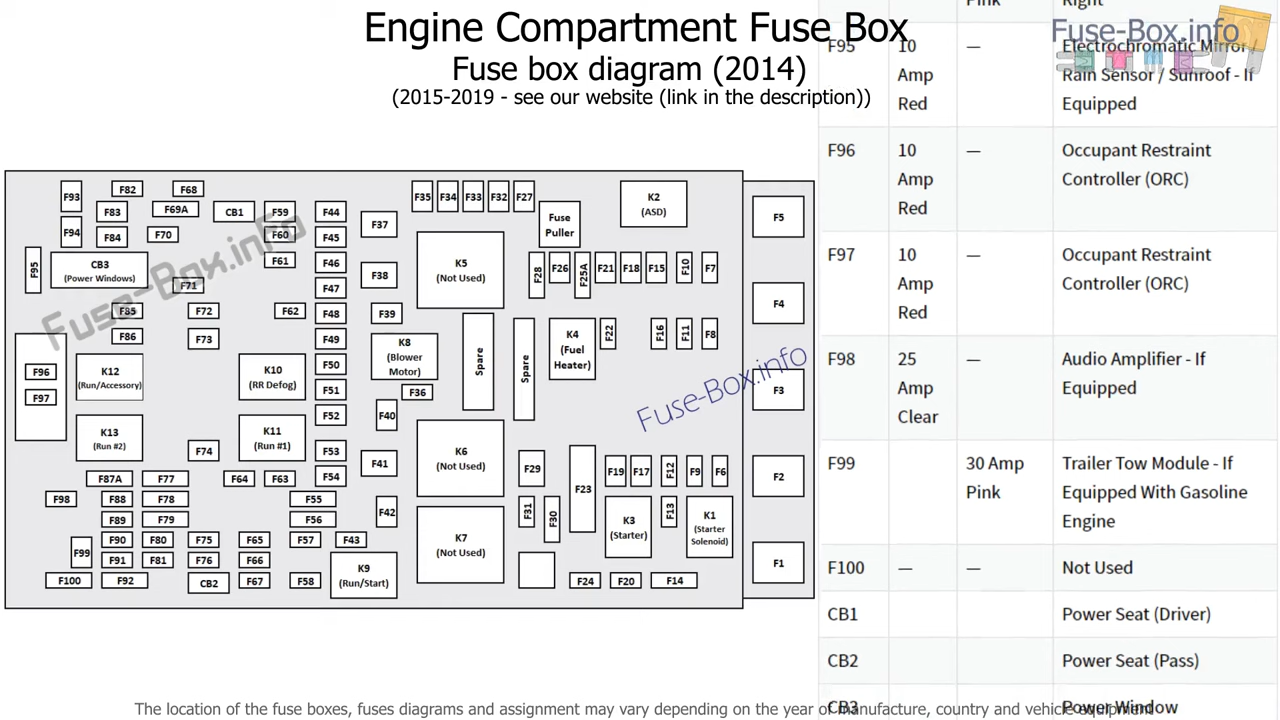 Engine Compartment Fuse Box
Fuse box diagram (2014)
(2015-2019 - see our website (link in the description))
Fuse-Box.info
F93
F82
F68
F83
F69A
CB1
F59
F44
F94
F84
F70
F60
F45
F37
F95
CB3
(Power Windows)
F61
F46
F38
F71
F47
F85
F72
F62
F48
F39
F86
F73
F49
K8
(Blower
Motor)
F96
F97
K12
(Run/Accessory)
K10
(RR Defog)
F50
F51
F36
F52
F40
K13
(Run #2)
K11
(Run #1)
F74
F53
F41
F87A
F77
F64
F63
F54
F98
F88
F78
F55
F42
F89
F79
F56
F99
F90
F80
F75
F65
F57
F43
F91
F81
F76
F66
K9
(Run/Start)
F100
F92
CB2
F67
F58
F35
F34
F33
F32
F27
K2
(ASD)
Fuse
Puller
F5
K5
(Not Used)
F28
F26
F25A
F21
F18
F15
F10
F7
F4
Spare
Spare
K4
(Fuel
Heater)
F22
F16
F11
F8
F3
K6
(Not Used)
F29
F23
F19
F17
F12
F9
F6
F2
F31
F30
K3
(Starter)
F13
K1
(Starter
Solenoid)
K7
(Not Used)
F24
F20
F14
F1
Fuse-Box.info
Fuse-Box.info
Pink
Right
F95
10
Amp
Red
—
Electrochromatic Mirror /
Rain Sensor / Sunroof - If
Equipped
F96
10
Amp
Red
—
Occupant Restraint
Controller (ORC)
F97
10
Amp
Red
—
Occupant Restraint
Controller (ORC)
F98
25
Amp
Clear
—
Audio Amplifier - If
Equipped
F99
30 Amp
Pink
Trailer Tow Module - If
Equipped With Gasoline
Engine
F100
—
—
Not Used
CB1
Power Seat (Driver)
CB2
Power Seat (Pass)
CB3
Power Window
The location of the fuse boxes, fuses diagrams and assignment may vary depending on the year of manufacture, country and vehicle equipment